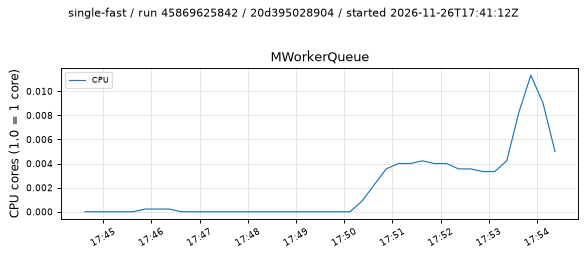 single-fast / run 45869625842 / 20d395028904 / started 2026-11-26T17:41:12Z
MWorkerQueue
CPU
CPU cores (1.0 = 1 core)
0.010
0.008
0.006
0.004
0.002
0.000
17:45 17:46 17:47 17:48 17:49 17:50 17:51 17:52 17:53 17:54